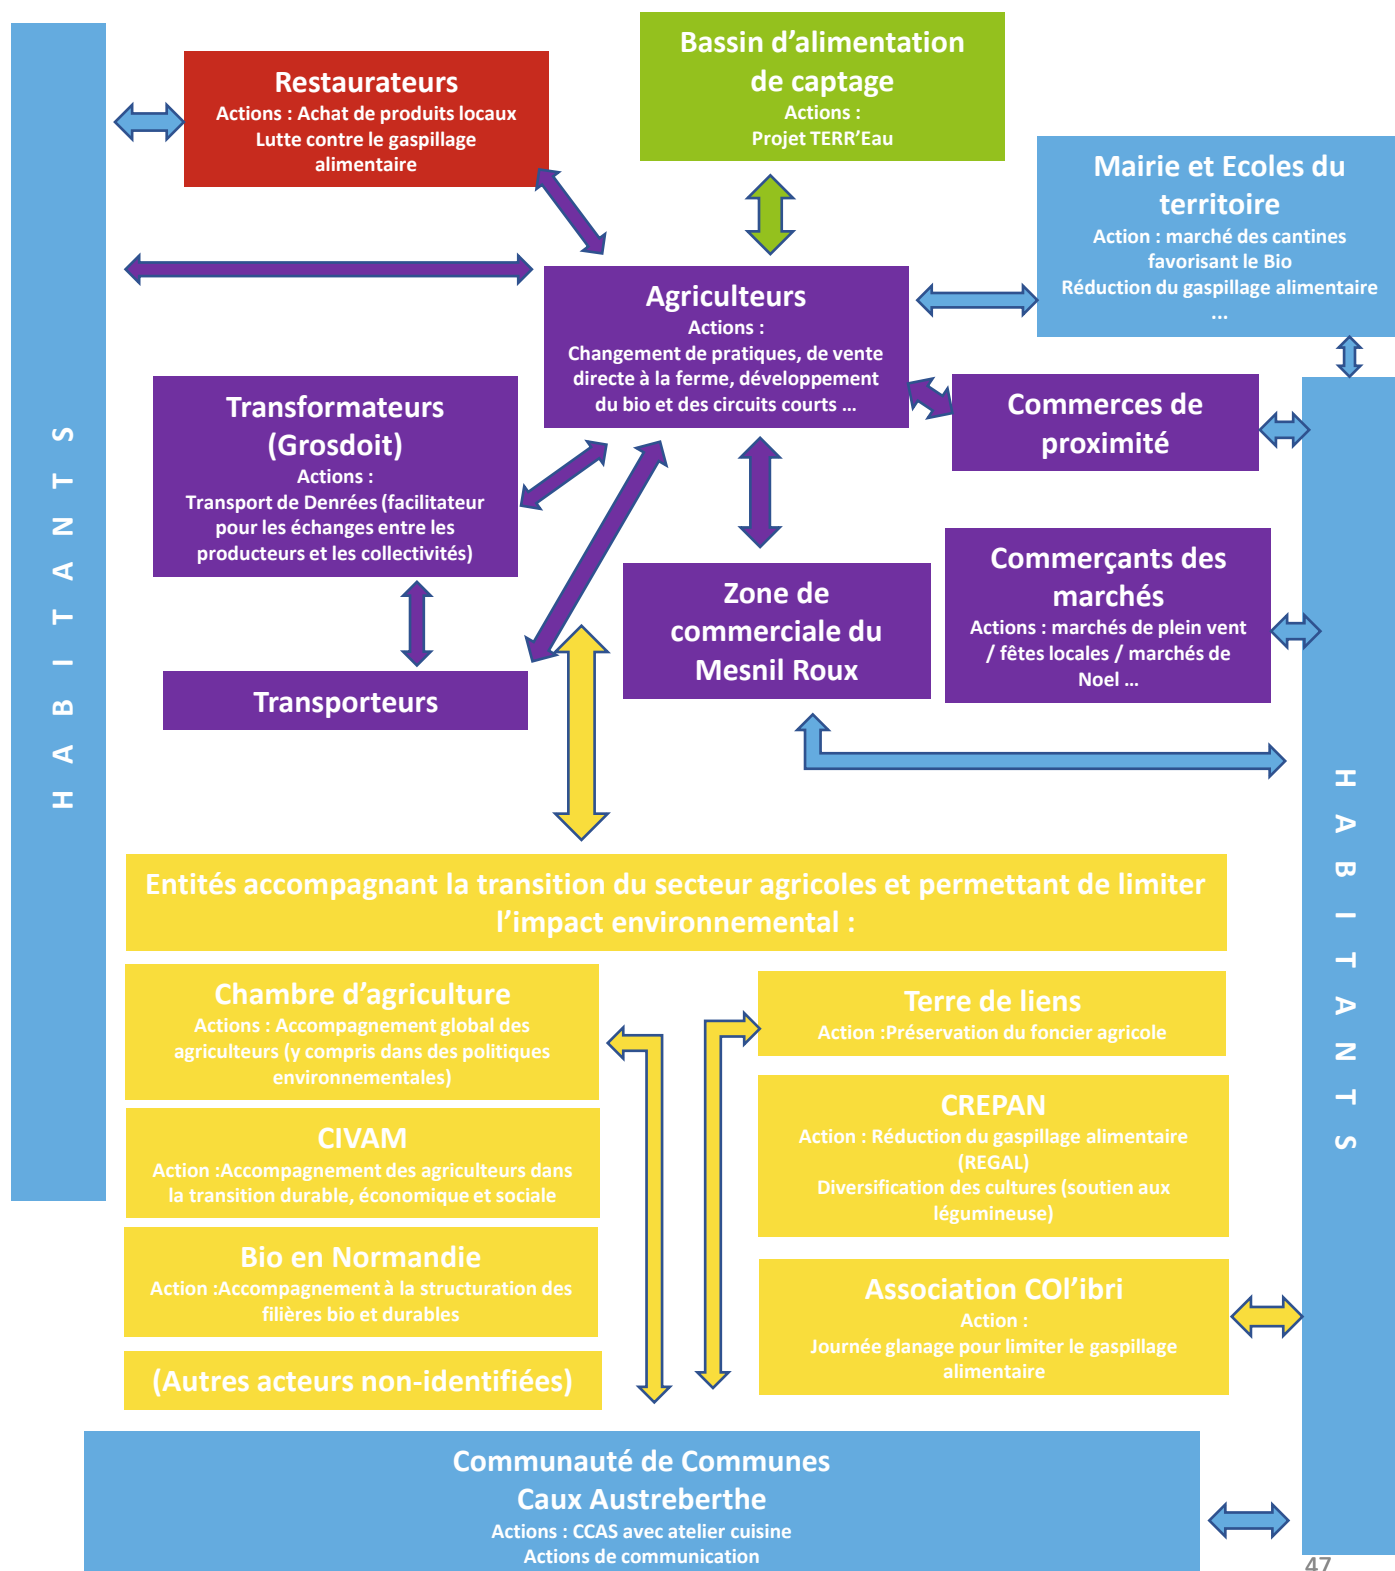 HABITANTS
Restaurateurs
Actions : Achat de produits locaux
Lutte contre le gaspillage
alimentaire
Bassin d’alimentation
de captage
Actions :
Projet TERR’Eau
Mairie et Ecoles du
territoire
Action : marché des cantines
favorisant le Bio
Réduction du gaspillage alimentaire
...
Agriculteurs
Actions :
Changement de pratiques, de vente
directe à la ferme, développement
du bio et des circuits courts ...
Transformateurs
(Grosdoit)
Actions :
Transport de Denrées (facilitateur
pour les échanges entre les
producteurs et les collectivités)
Commerces de
proximité
Commerçants des
marchés
Actions : marchés de plein vent
/ fêtes locales / marchés de
Noel ...
Zone de
commerciale du
Mesnil Roux
Transporteurs
HABITANTS
Entités accompagnant la transition du secteur agricoles et permettant de limiter
l’impact environnemental :
Chambre d’agriculture
Actions : Accompagnement global des
agriculteurs (y compris dans des politiques
environnementales)
CIVAM
Action :Accompagnement des agriculteurs dans
la transition durable, économique et sociale
Bio en Normandie
Action :Accompagnement à la structuration des
filières bio et durables
(Autres acteurs non-identifiées)
Terre de liens
Action :Préservation du foncier agricole
CREPAN
Action : Réduction du gaspillage alimentaire
(REGAL)
Diversification des cultures (soutien aux
légumineuse)
Association COl’ibri
Action :
Journée glanage pour limiter le gaspillage
alimentaire
Communauté de Communes
Caux Austreberthe
Actions : CCAS avec atelier cuisine
Actions de communication
47